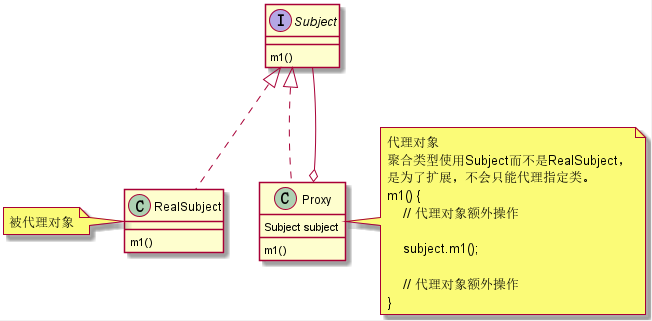 I Subject
m1()
C RealSubject
m1()
被代理对象
C Proxy
Subject subject
m1()
代理对象
聚合类型使用Subject而不是RealSubject，
是为了扩展，不会只能代理指定类。
m1() {
// 代理对象额外操作
subject.m1();
// 代理对象额外操作
}